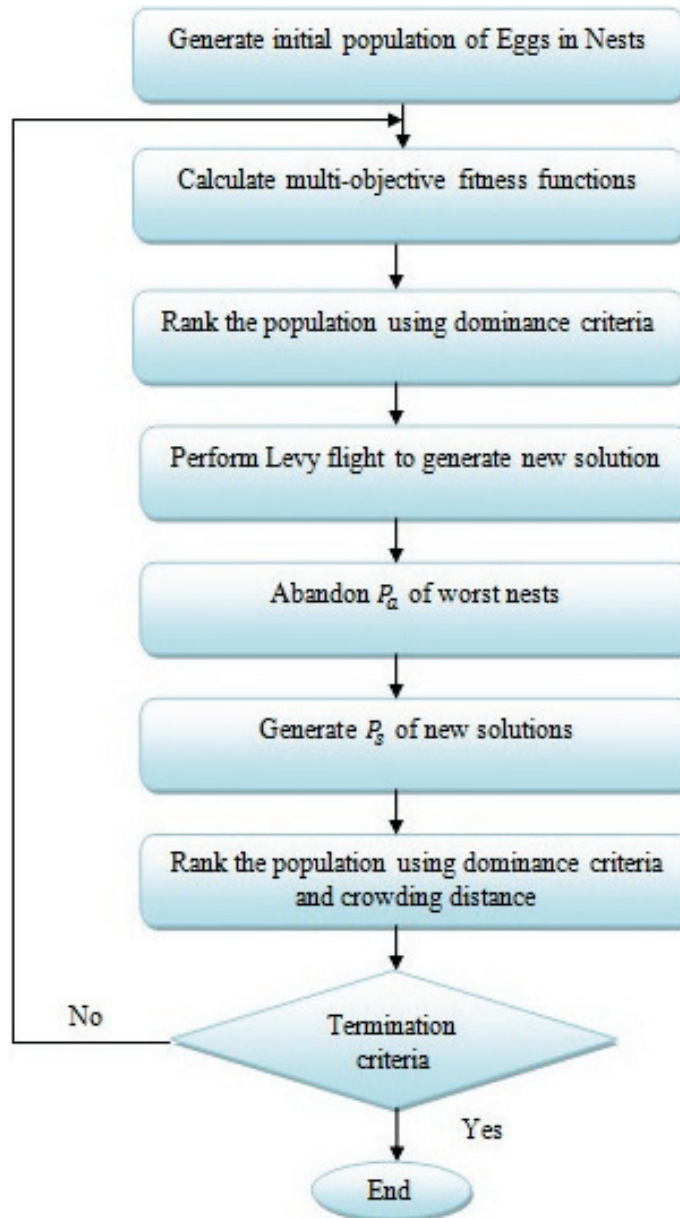 Generate initial population of Eggs in Nests
Calculate multi-objective fitness functions
Rank the population using dominance criteria
Perform Levy flight to generate new solution
Abandon Pa of worst nests
Generate Ps of new solutions
Rank the population using dominance criteria
and crowding distance
No
Termination
criteria
Yes
End